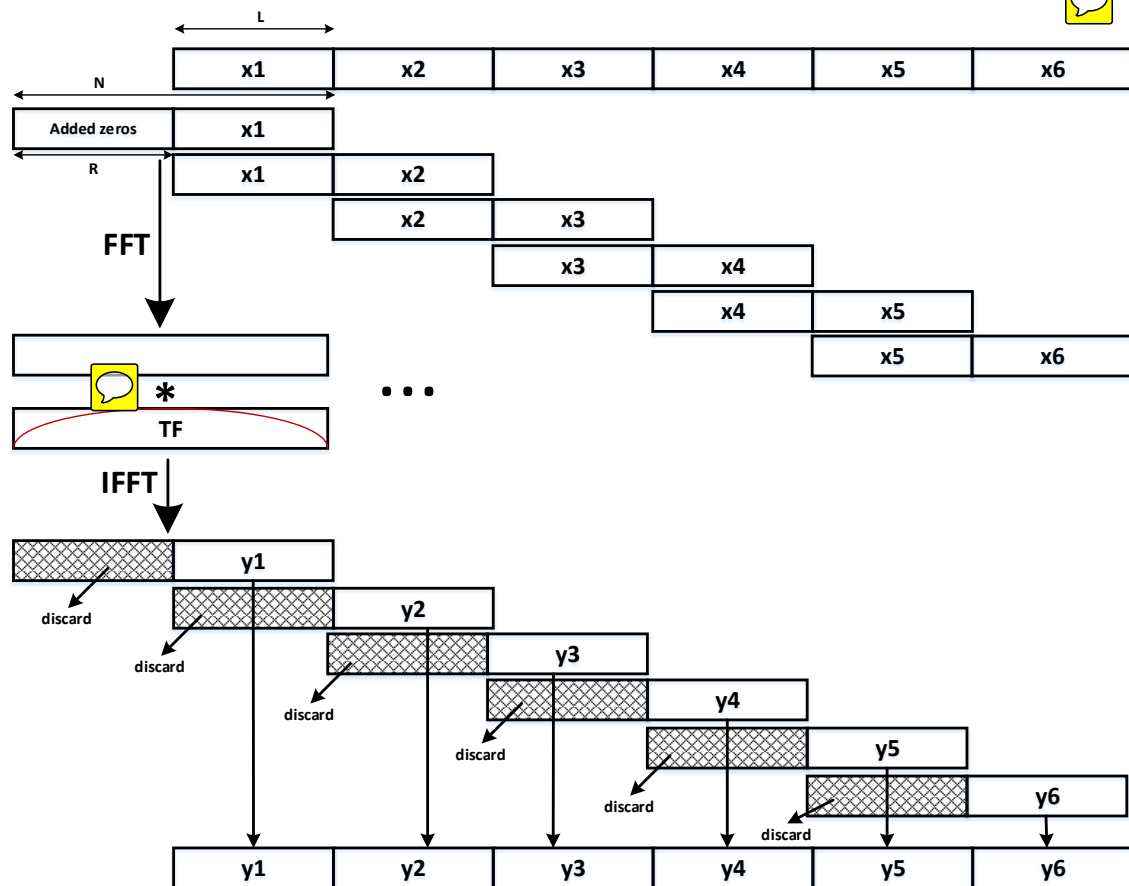 L
x1 x2 x3 x4 x5 x6
N
Added zeros x1
R
x1 x2
x2 x3
FFT
x3 x4
x4 x5
x5 x6
* ...
TF
IFFT
y1
discard
y2
discard
y3
discard
y4
discard
y5
discard
y6
discard
y1 y2 y3 y4 y5 y6